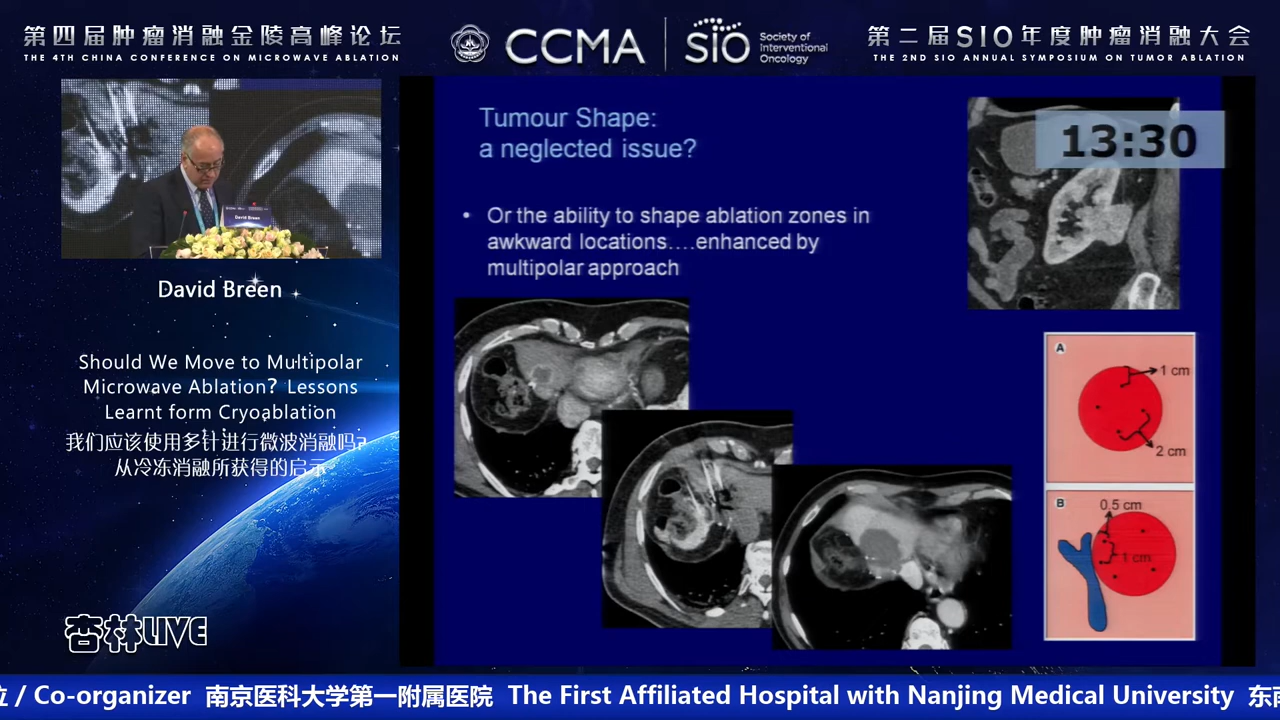 第四届肿瘤消融金陵高峰论坛
THE 4TH CHINA CONFERENCE ON MICROWAVE ABLATION
CCMA
SIO
Society of
Interventional
Oncology
第二届SIO年度肿瘤消融大会
THE 2ND SIO ANNUAL SYMPOSIUM ON TUMOR ABLATION
David Breen
David Breen
Should We Move to Multipolar
Microwave Ablation? Lessons
Learnt form Cryoablation
我们应该使用多针进行微波消融吗?
从冷冻消融所获得的启示
杏林LIVE
Tumour Shape:
a neglected issue?
• Or the ability to shape ablation zones in
awkward locations....enhanced by
multipolar approach
13:30
A
1 cm
2 cm
B
0.5 cm
1 cm
/ Co-organizer 南京医科大学第一附属医院 The First Affiliated Hospital with Nanjing Medical University 东